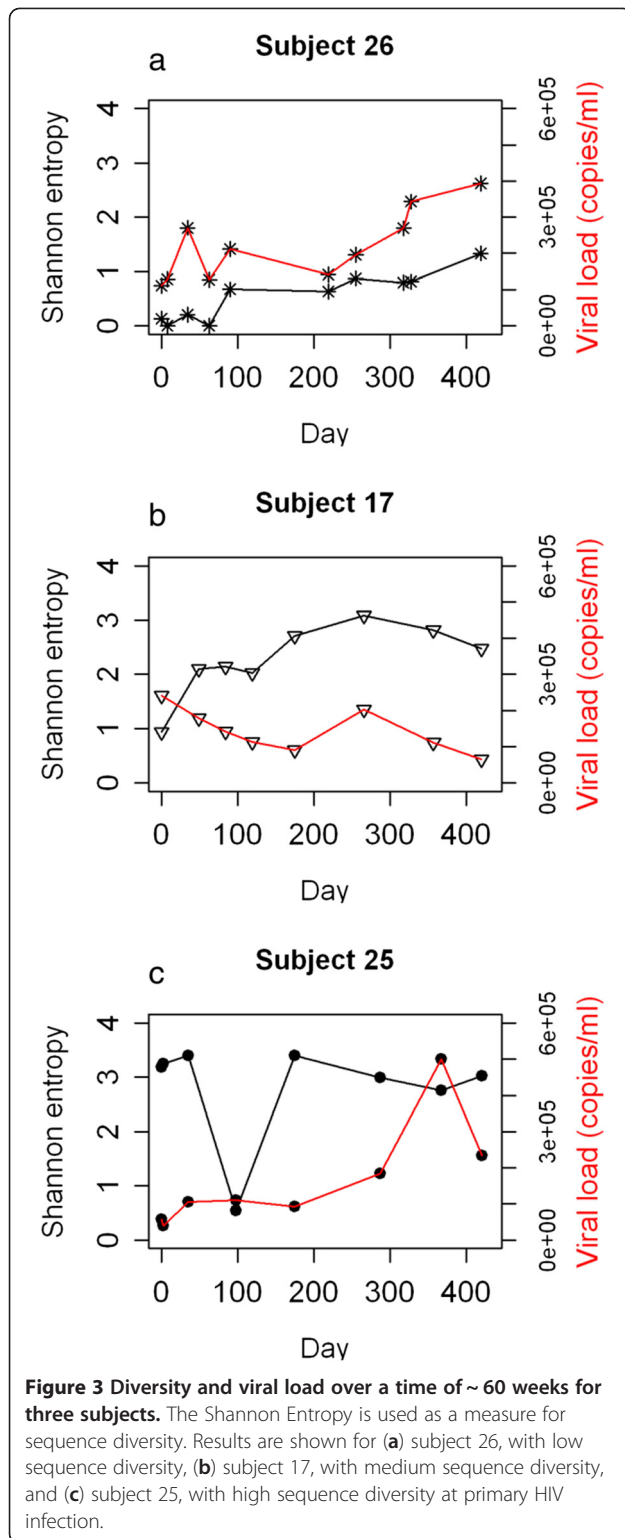 a
Subject 26
Shannon entropy
4
3
2
1
0
6e+05
3e+05
0e+00
Viral load (copies/ml)
0 100 200 300 400
Day
b
Subject 17
Shannon entropy
4
3
2
1
0
6e+05
3e+05
0e+00
Viral load (copies/ml)
0 100 200 300 400
Day
c
Subject 25
Shannon entropy
4
3
2
1
0
6e+05
3e+05
0e+00
Viral load (copies/ml)
0 100 200 300 400
Day
Figure 3 Diversity and viral load over a time of ~ 60 weeks for
three subjects. The Shannon Entropy is used as a measure for
sequence diversity. Results are shown for (a) subject 26, with low
sequence diversity, (b) subject 17, with medium sequence diversity,
and (c) subject 25, with high sequence diversity at primary HIV
infection.